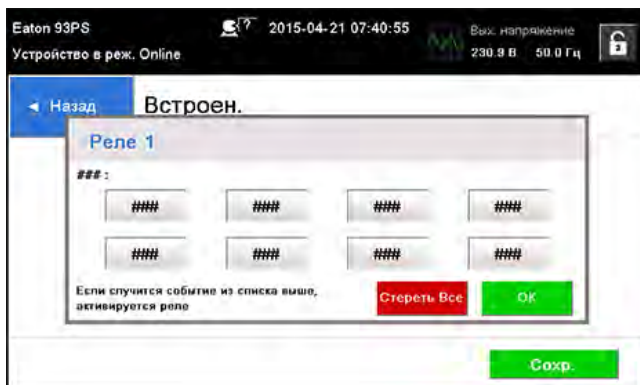 Eaton 93PS
? 2015-04-21 07:40:55
Вых. напряжение
Устройство в реж. Online
230.9 В 50.0 Гц
◄ Назад
Встроен.
Реле 1
### :
### ### ### ###
### ### ### ###
Если случится событие из списка выше,
активируется реле
Стереть Все
OK
Сохр.